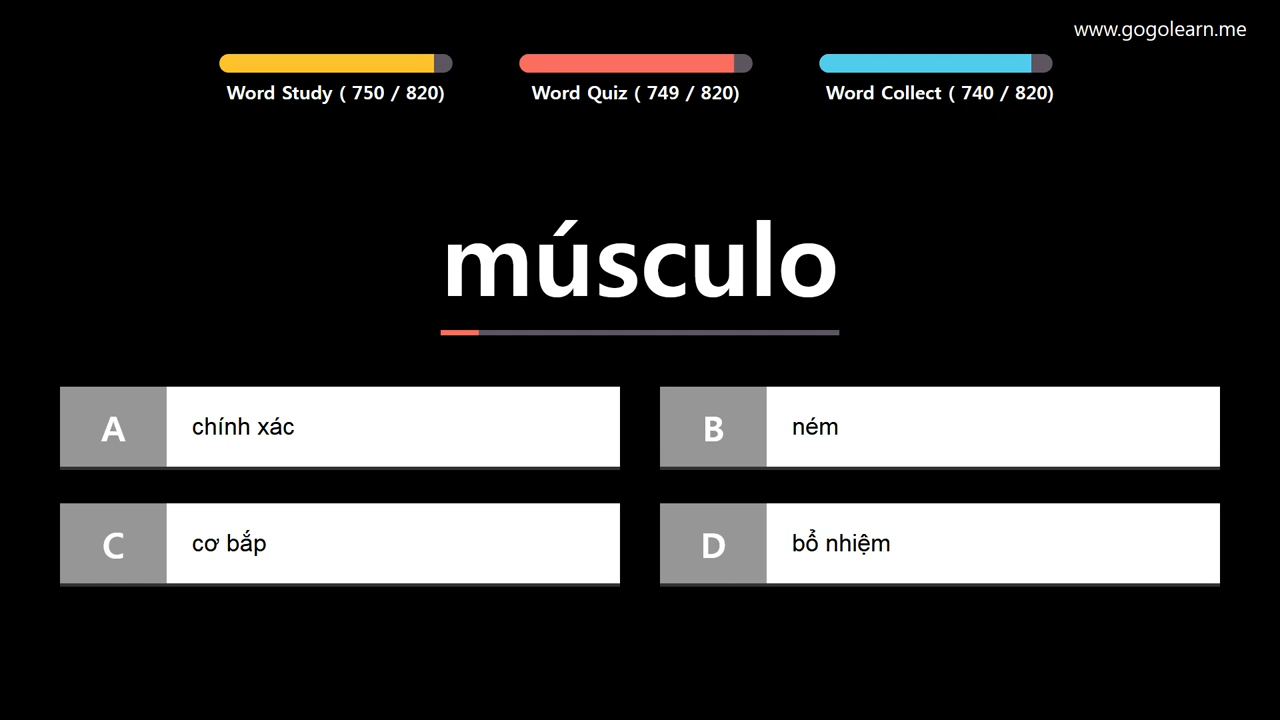 www.gogolearn.me
Word Study ( 750 / 820)
Word Quiz ( 749 / 820)
Word Collect ( 740 / 820)
músculo
A chính xác
B ném
C cơ bắp
D bổ nhiệm